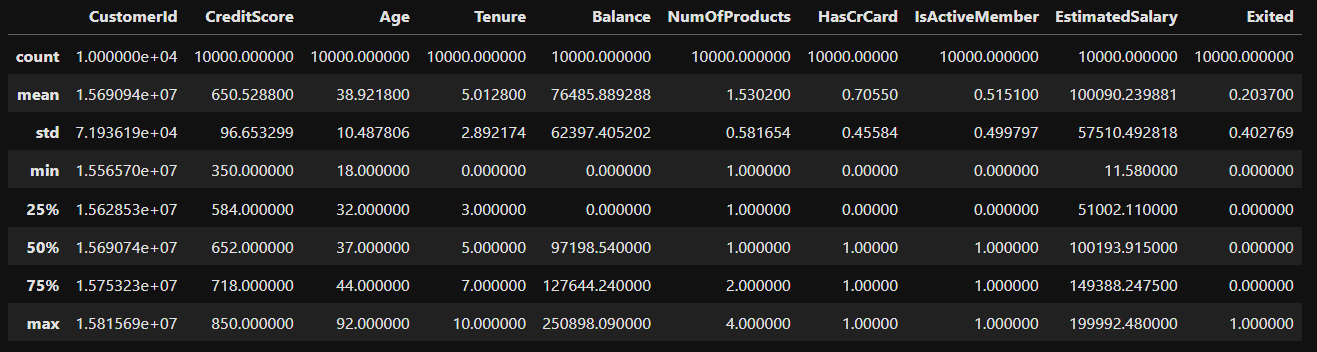 CustomerId CreditScore Age Tenure Balance NumOfProducts HasCrCard IsActiveMember EstimatedSalary Exited
count 1.000000e+04 10000.000000 10000.000000 10000.000000 10000.000000 10000.000000 10000.00000 10000.000000 10000.000000 10000.000000
mean 1.569094e+07 650.528800 38.921800 5.012800 76485.889288 1.530200 0.70550 0.515100 100090.239881 0.203700
std 7.193619e+04 96.653299 10.487806 2.892174 62397.405202 0.581654 0.45584 0.499797 57510.492818 0.402769
min 1.556570e+07 350.000000 18.000000 0.000000 0.000000 1.000000 0.00000 0.000000 11.580000 0.000000
25% 1.562853e+07 584.000000 32.000000 3.000000 0.000000 1.000000 0.00000 0.000000 51002.110000 0.000000
50% 1.569074e+07 652.000000 37.000000 5.000000 97198.540000 1.000000 1.00000 1.000000 100193.915000 0.000000
75% 1.575323e+07 718.000000 44.000000 7.000000 127644.240000 2.000000 1.00000 1.000000 149388.247500 0.000000
max 1.581569e+07 850.000000 92.000000 10.000000 250898.090000 4.000000 1.00000 1.000000 199992.480000 1.000000